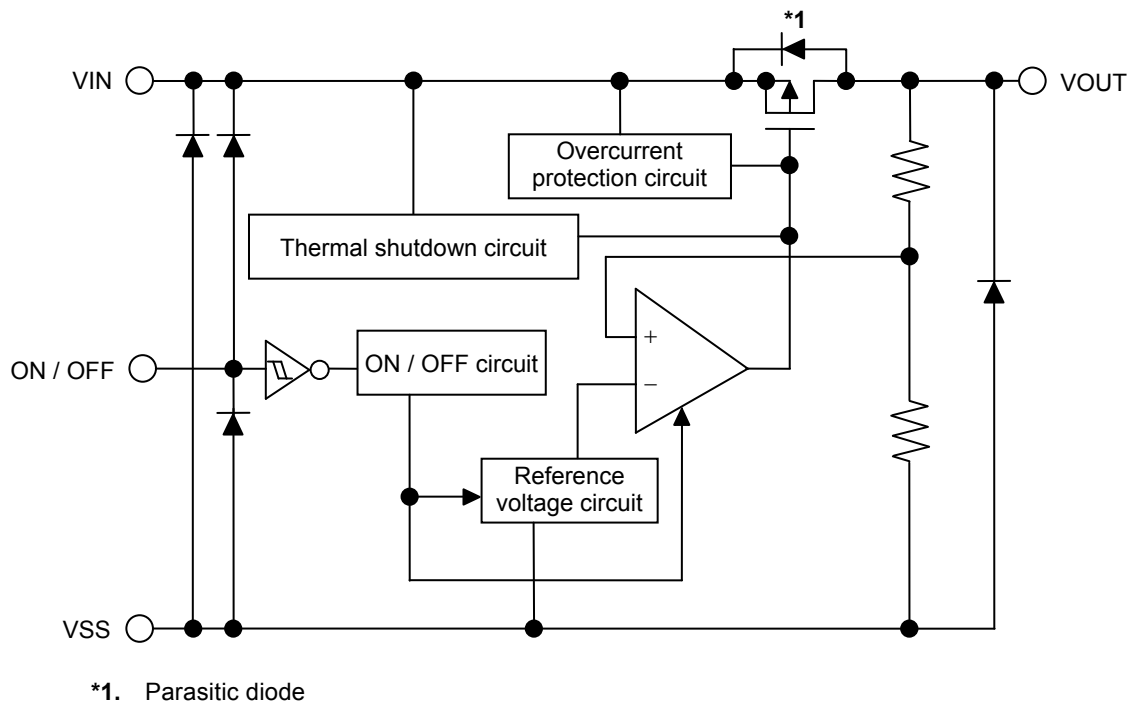 *1
VIN
VOUT
Overcurrent
protection circuit
Thermal shutdown circuit
ON / OFF
ON / OFF circuit
+
−
Reference
voltage circuit
VSS
*1. Parasitic diode